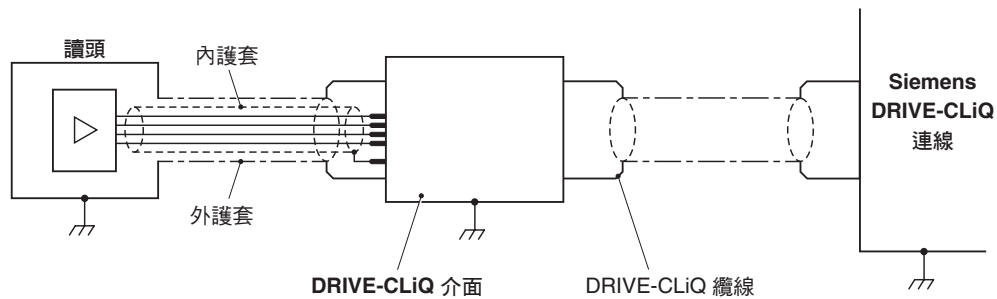 讀頭
內護套
外護套
DRIVE-CLiQ 介面
DRIVE-CLiQ 纜線
Siemens
DRIVE-CLiQ
連線